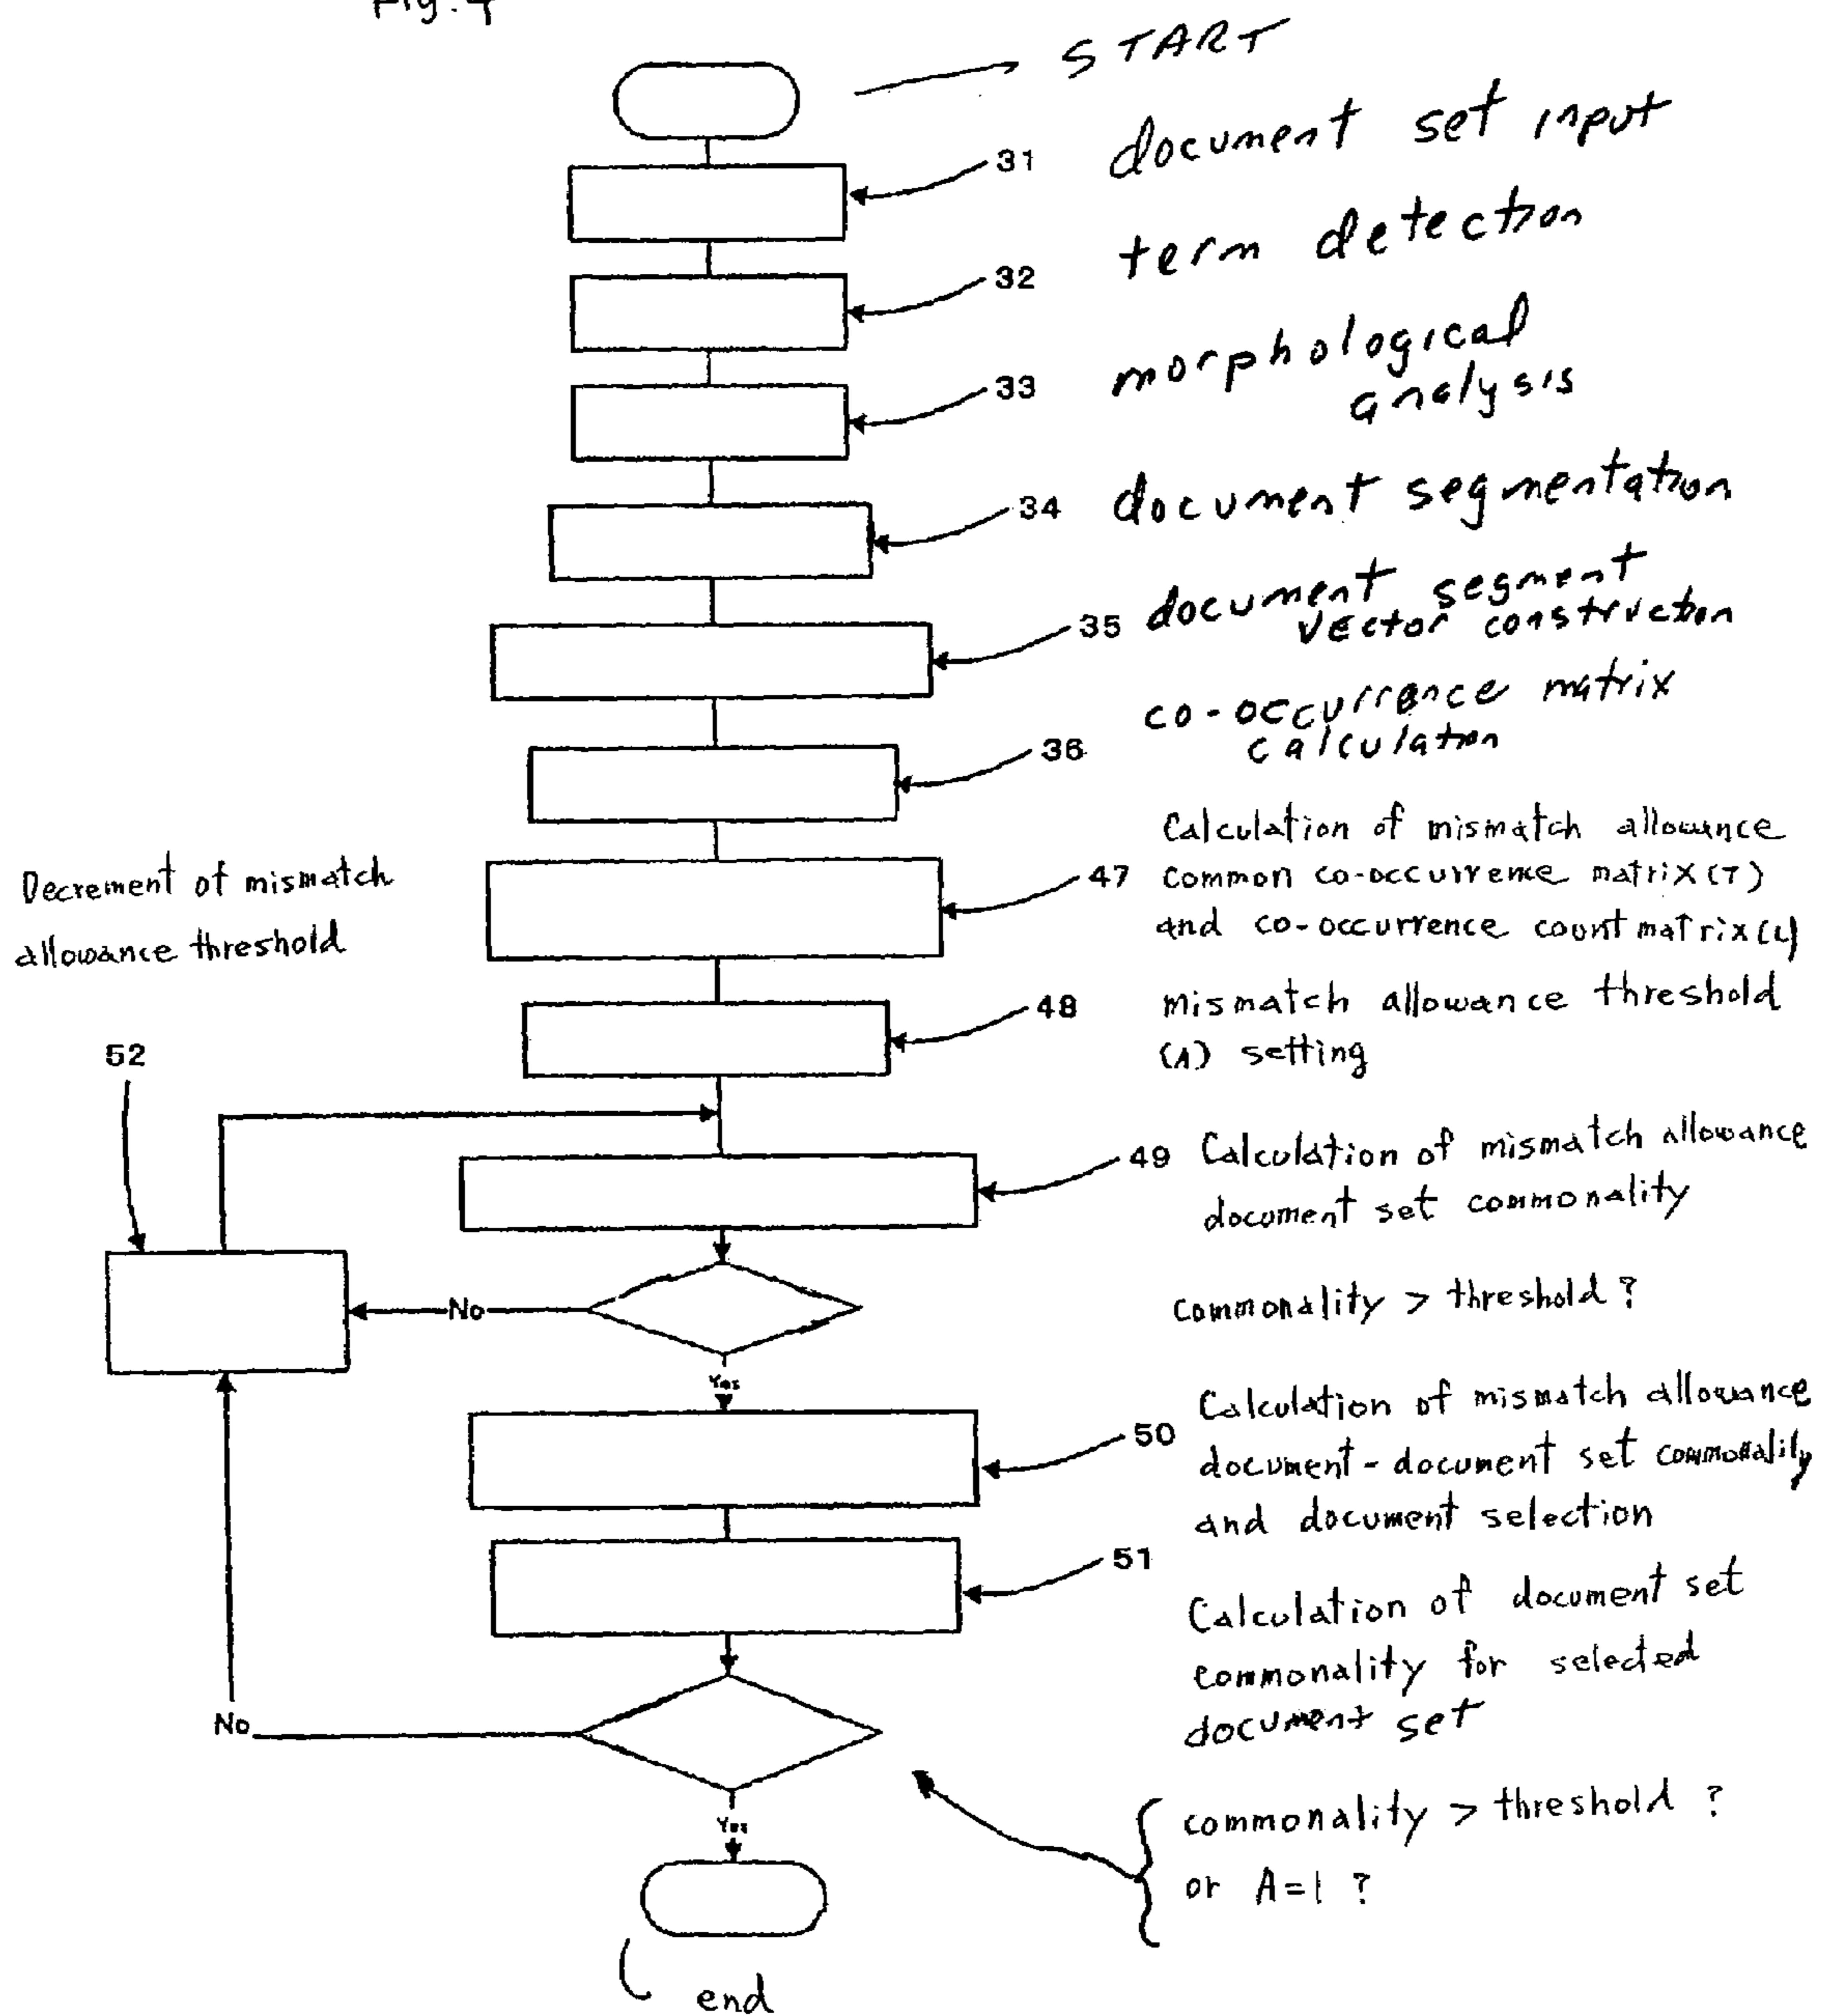 Fig. 4
START
31 document set input
32 term detection
33 morphological
analysis
34 document segmentation
35 document segment
vector construction
36 co-occurrence matrix
calculation
47 Calculation of mismatch allowance
common co-occurrence matrix (T)
and co-occurrence count matrix (L)
48 mismatch allowance threshold
(A) setting
Decrement of mismatch
allowance threshold
52
49 Calculation of mismatch allowance
document set commonality
commonality > threshold ?
No
Yes
50 Calculation of mismatch allowance
document - document set commonality
and document selection
51 Calculation of document set
commonality for selected
document set
No
commonality > threshold ?
or A=1 ?
Yes
end